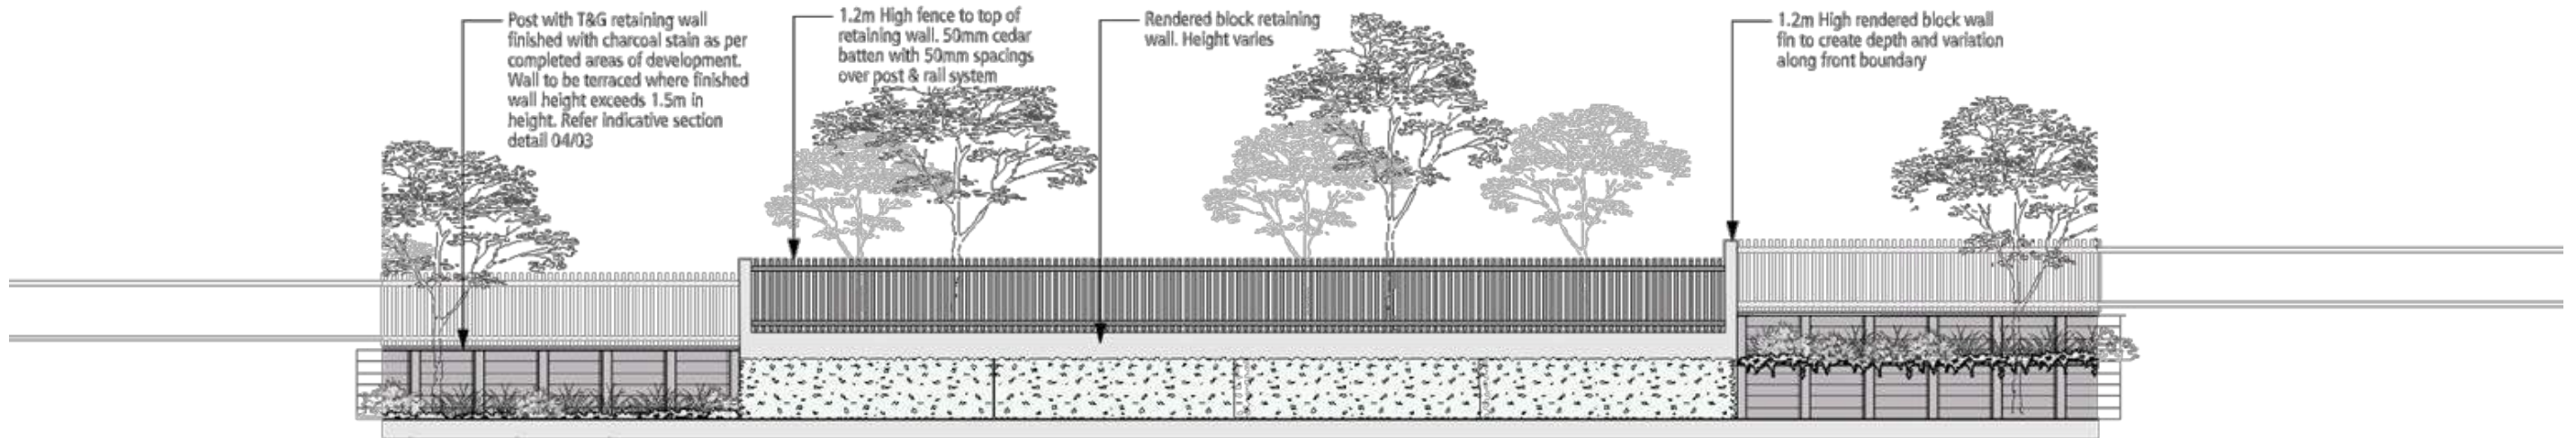 Post with T&G retaining wall
finished with charcoal stain as per
completed areas of development.
Wall to be terraced where finished
wall height exceeds 1.5m in
height. Refer indicative section
detail 04/03
1.2m High fence to top of
retaining wall. 50mm cedar
batten with 50mm spacings
over post & rail system
Rendered block retaining
wall. Height varies
1.2m High rendered block wall
fin to create depth and variation
along front boundary